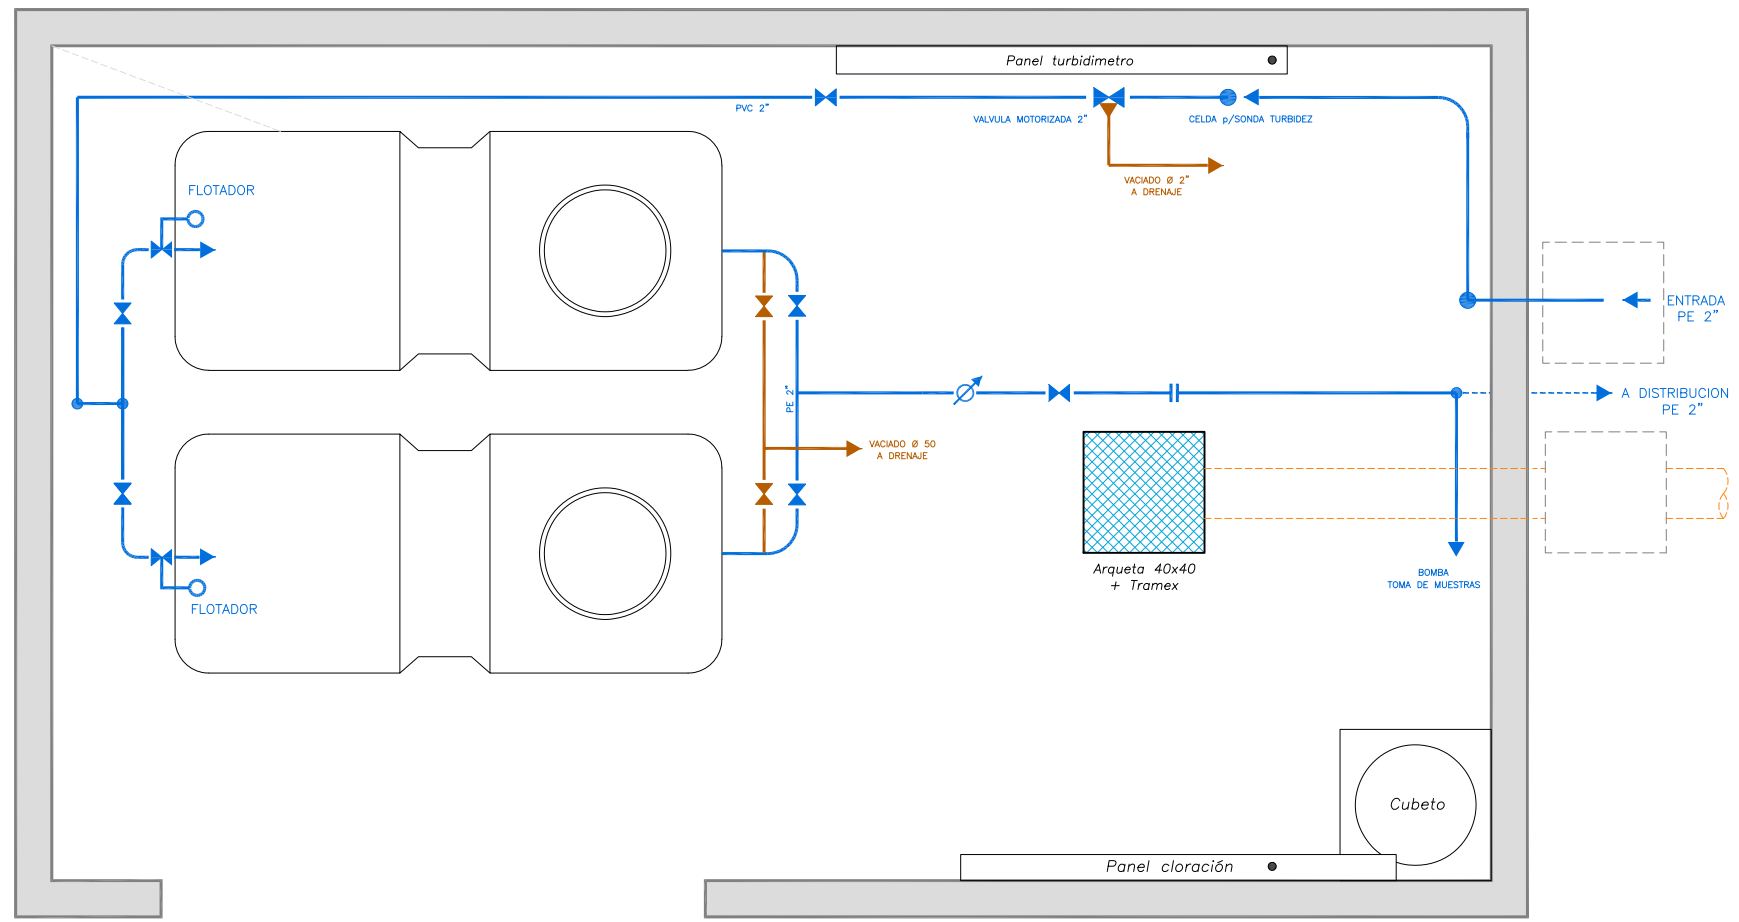 Panel turbidimetro
PVC 2"
VALVULA MOTORIZADA 2"
CELDA p/SONDA TURBIDEZ
VACIADO Ø 2"
A DRENAJE
FLOTADOR
ENTRADA
PE 2"
A DISTRIBUCION
PE 2"
PE 2"
VACIADO Ø 50
A DRENAJE
Arqueta 40x40
+ Tramex
BOMBA
TOMA DE MUESTRAS
FLOTADOR
Cubeto
Panel cloración